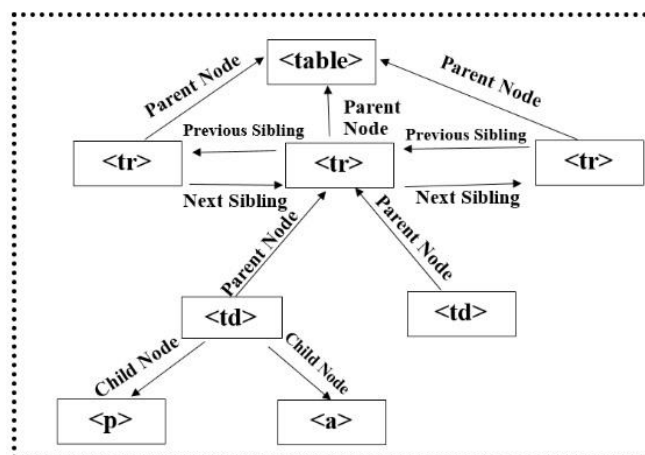 <table>
Parent Node
Parent Node
Parent
Node
Previous Sibling
Previous Sibling
<tr>
<tr>
<tr>
Next Sibling
Next Sibling
Parent Node
Parent Node
<td>
<td>
Child Node
Child Node
<p>
<a>